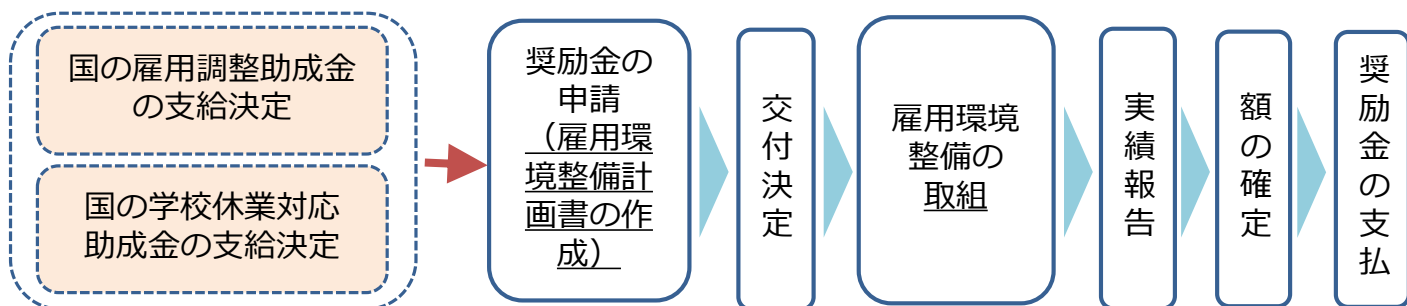 国の雇用調整助成金
の支給決定
国の学校休業対応
助成金の支給決定
奨励金の
申請
（雇用環
境整備計
画書の作
成）
交付決定
雇用環境
整備の
取組
実績報告
額の確定
奨励金の支払